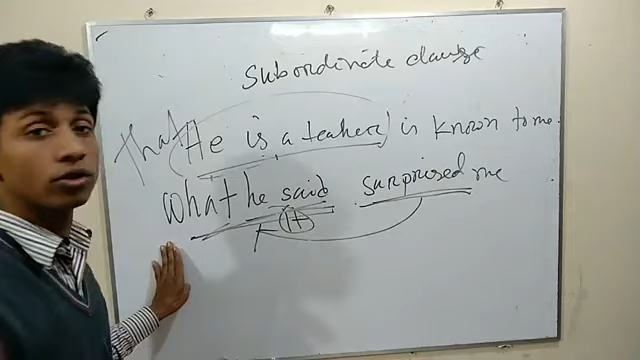 Subordinate clause
that (He is a teacher) is known to me.
What he said surprised me
It